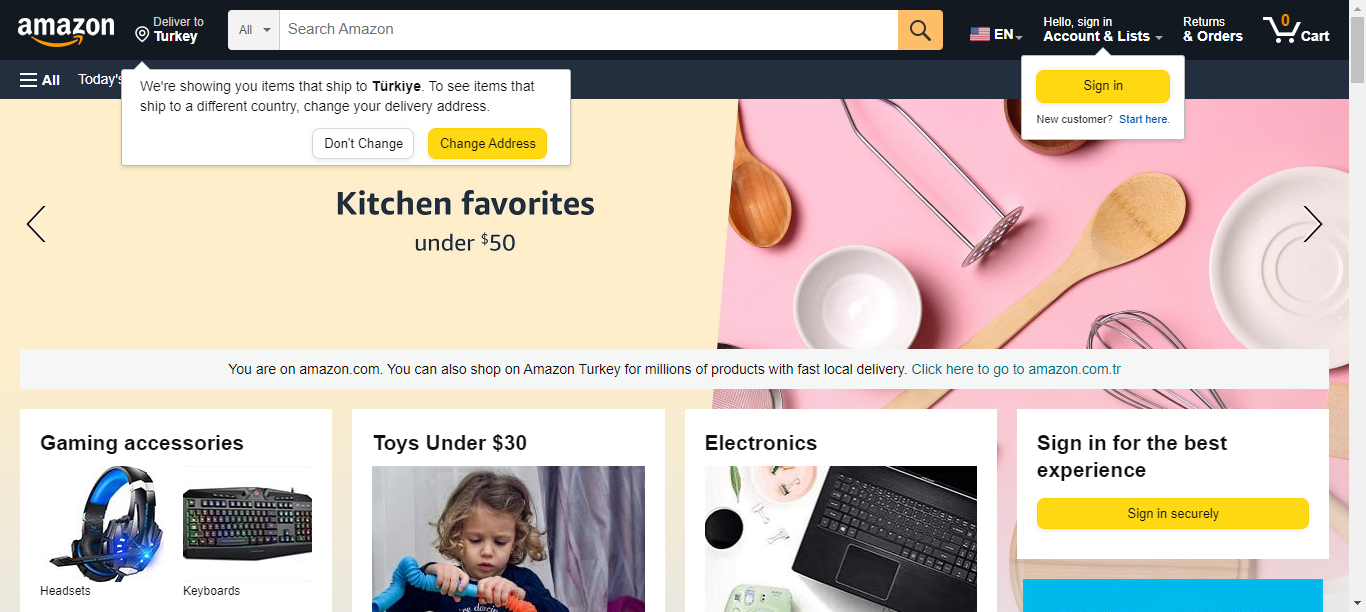 amazon
Deliver to
Turkey
All
Search Amazon
EN
Hello, sign in
Account & Lists
Returns
& Orders
0
Cart
All
Today's
We're showing you items that ship to Türkiye. To see items that
ship to a different country, change your delivery address.
Don't Change
Change Address
Sign in
New customer? Start here.
Kitchen favorites
under $50
You are on amazon.com. You can also shop on Amazon Turkey for millions of products with fast local delivery. Click here to go to amazon.com.tr
Gaming accessories
Headsets
Keyboards
Toys Under $30
Electronics
Sign in for the best
experience
Sign in securely